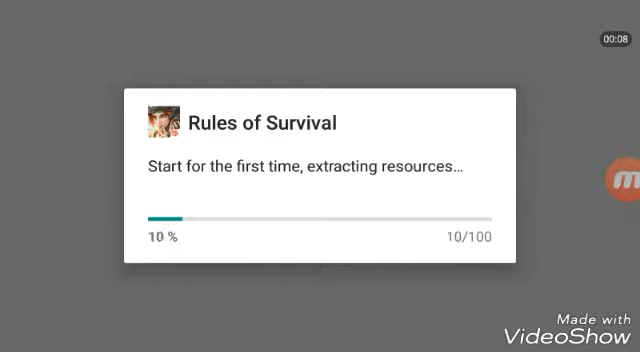 00:08
Rules of Survival
Start for the first time, extracting resources...
10 %
10/100
Made with
VideoShow